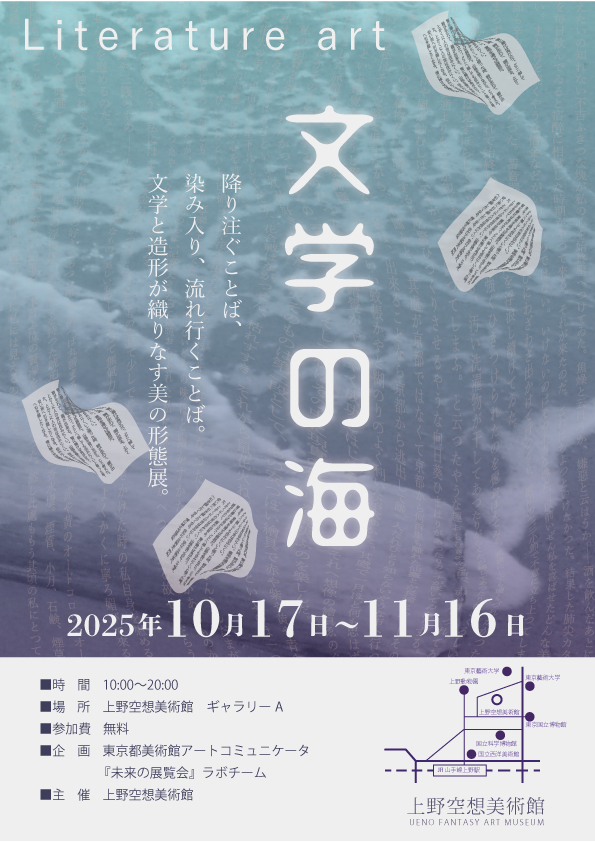 Literature art
文学の海
降り注ぐことば、
染み入り、流れ行くことば。
文学と造形が織りなす美の形態展。
2025年10月17日～11月16日
■時　間　10:00～20:00
■場　所　上野空想美術館　ギャラリーA
■参加費　無料
■企　画　東京都美術館アートコミュニケータ
『未来の展覧会』ラボチーム
■主　催　上野空想美術館
東京藝術大学
東京藝術大学
上野動物園
上野空想美術館
東京国立博物館
国立科学博物館
国立西洋美術館
JR山手線上野駅
上野空想美術館
UENO FANTASY ART MUSEUM